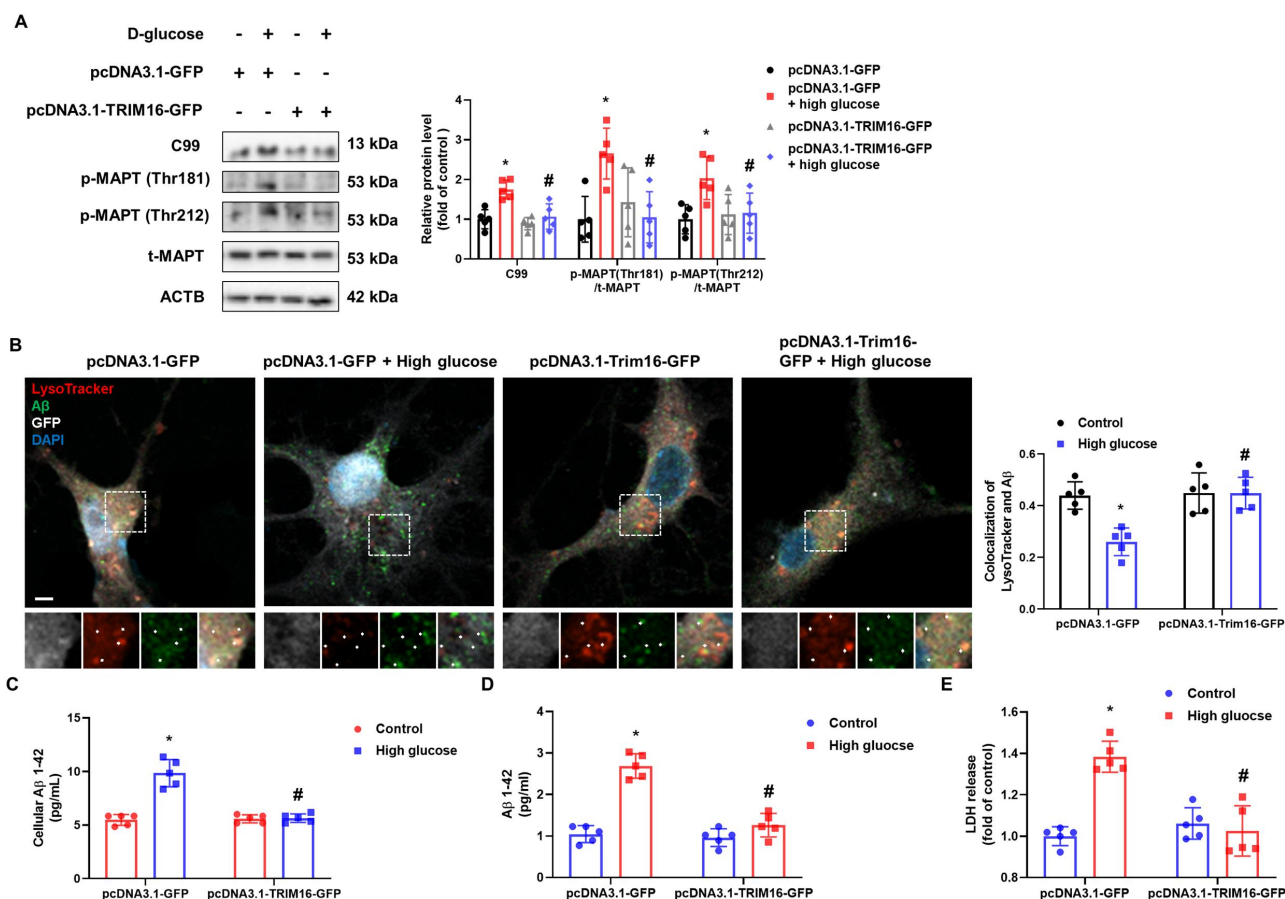 A
D-glucose - + - +
pcDNA3.1-GFP + + - -
pcDNA3.1-TRIM16-GFP - - + +
C99 13 kDa
p-MAPT (Thr181) 53 kDa
p-MAPT (Thr212) 53 kDa
t-MAPT 53 kDa
ACTB 42 kDa
Relative protein level
(fold of control )
4
3
2
1
0
* # * # * #
C99
p-MAPT(Thr181)
/t-MAPT
p-MAPT(Thr212)
/t-MAPT
pcDNA3.1-GFP
pcDNA3.1-GFP
+ high glucose
pcDNA3.1-TRIM16-GFP
pcDNA3.1-TRIM16-GFP
+ high glucose
B
pcDNA3.1-GFP
pcDNA3.1-GFP + High glucose
pcDNA3.1-Trim16-GFP
pcDNA3.1-Trim16-
GFP + High glucose
LysoTracker
Aβ
GFP
DAPI
Control
High glucose
Colocalization of
LysoTracker and Aβ
0.6
0.4
0.2
0.0
* #
pcDNA3.1-GFP pcDNA3.1-Trim16-GFP
C
Cellular Aβ 1-42
(pg/mL)
15
10
5
0
* #
pcDNA3.1-GFP pcDNA3.1-TRIM16-GFP
Control
High glucose
D
Aβ 1-42
(pg/ml)
4
3
2
1
0
* #
pcDNA3.1-GFP pcDNA3.1-TRIM16-GFP
Control
High gluocse
E
LDH release
(fold of control)
1.6
1.4
1.2
1.0
0.8
* #
pcDNA3.1-GFP pcDNA3.1-TRIM16-GFP
Control
High gluocse